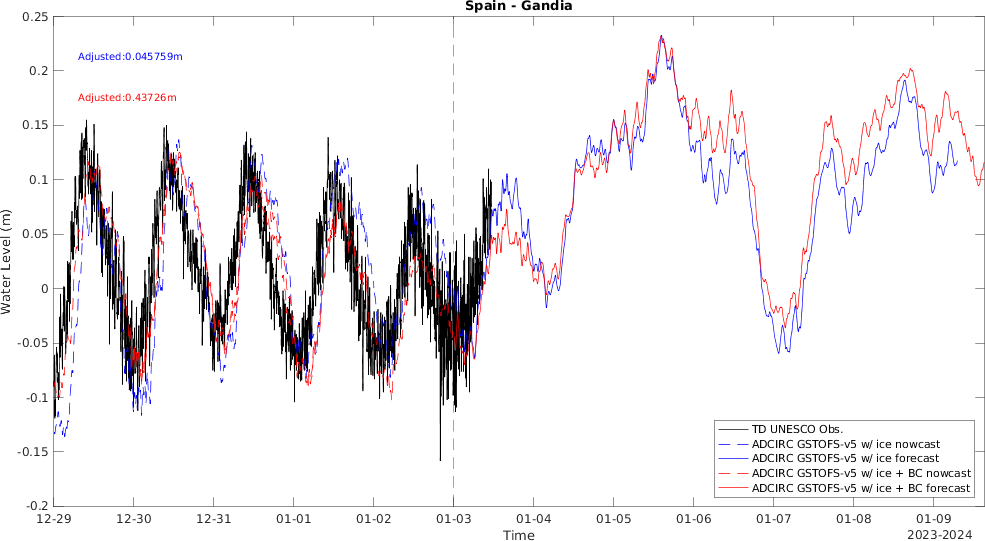 Spain - Gandia
0.25
0.2
0.15
0.1
0.05
0
-0.05
-0.1
-0.15
-0.2
Water Level (m)
Adjusted:0.045759m
Adjusted:0.43726m
TD UNESCO Obs.
ADCIRC GSTOFS-v5 w/ ice nowcast
ADCIRC GSTOFS-v5 w/ ice forecast
ADCIRC GSTOFS-v5 w/ ice + BC nowcast
ADCIRC GSTOFS-v5 w/ ice + BC forecast
12-29 12-30 12-31 01-01 01-02 01-03 01-04 01-05 01-06 01-07 01-08 01-09
Time
2023-2024